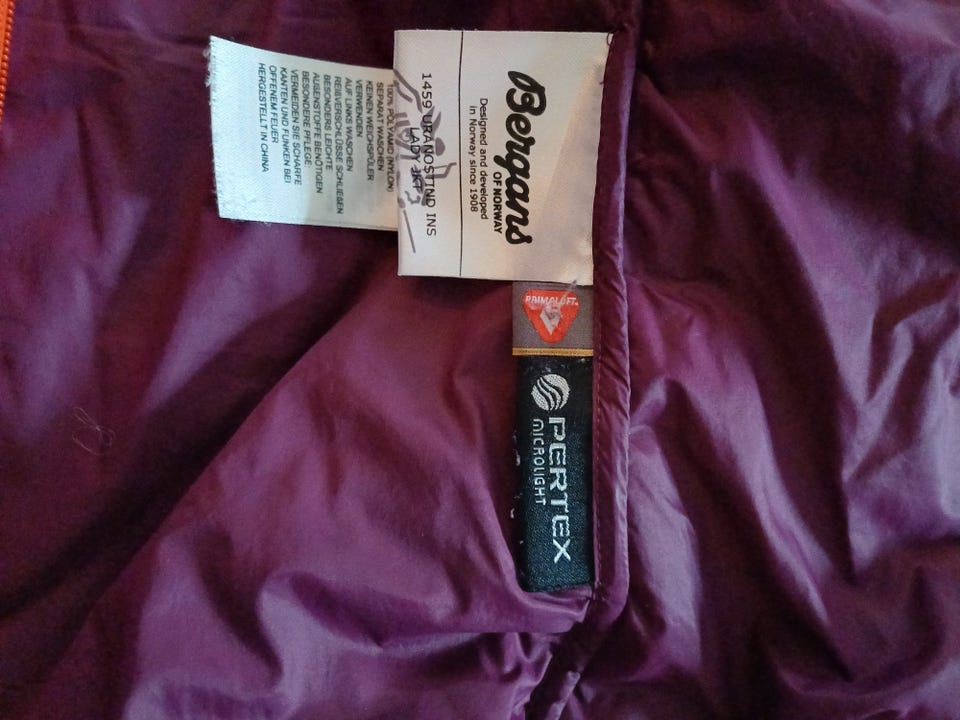 Bergans
OF NORWAY
Designed and developed
in Norway since 1908
1459 URANOSTIND INS
LADY JKT
100% POLYAMID (NYLON)
SEPARAT WASCHEN
KEINEN WEICHSPÜLER
VERWENDEN
AUF LINKS WASCHEN
REIßVERSCHLÜSSE SCHLIEßEN
BESONDERS LEICHTE
AUßENSTOFFE BENÖTIGEN
BESONDERE PFLEGE:
VERMEIDEN SIE SCHARFE
KANTEN UND FUNKEN BEI
OFFENEM FEUER
HERGESTELLT IN CHINA
PRIMALOFT
PERTEX
MICROLIGHT